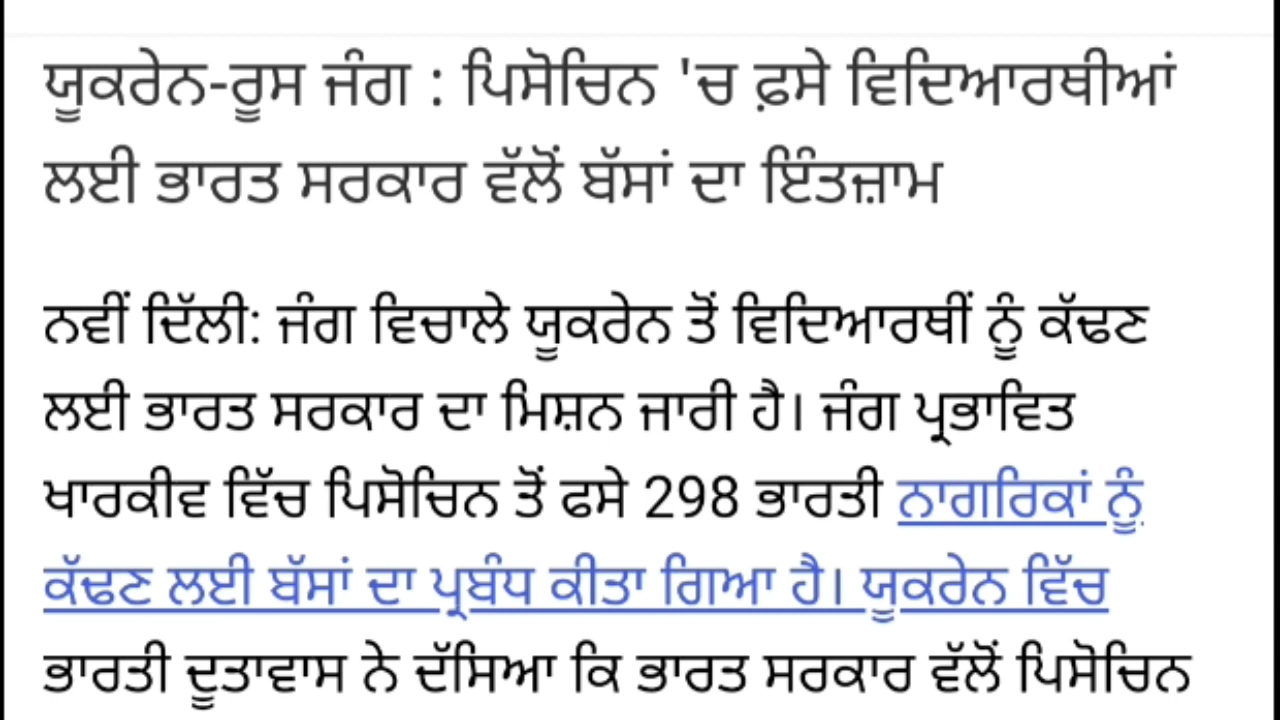 ਯੂਕਰੇਨ-ਰੂਸ ਜੰਗ : ਪਿਸੋਚਿਨ 'ਚ ਫ਼ਸੇ ਵਿਦਿਆਰਥੀਆਂ
ਲਈ ਭਾਰਤ ਸਰਕਾਰ ਵੱਲੋਂ ਬੱਸਾਂ ਦਾ ਇੰਤਜ਼ਾਮ
ਨਵੀਂ ਦਿੱਲੀ: ਜੰਗ ਵਿਚਾਲੇ ਯੂਕਰੇਨ ਤੋਂ ਵਿਦਿਆਰਥੀਂ ਨੂੰ ਕੱਢਣ
ਲਈ ਭਾਰਤ ਸਰਕਾਰ ਦਾ ਮਿਸ਼ਨ ਜਾਰੀ ਹੈ। ਜੰਗ ਪ੍ਰਭਾਵਿਤ
ਖਾਰਕੀਵ ਵਿੱਚ ਪਿਸੋਚਿਨ ਤੋਂ ਫਸੇ 298 ਭਾਰਤੀ ਨਾਗਰਿਕਾਂ ਨੂੰ
ਕੱਢਣ ਲਈ ਬੱਸਾਂ ਦਾ ਪ੍ਰਬੰਧ ਕੀਤਾ ਗਿਆ ਹੈ। ਯੂਕਰੇਨ ਵਿੱਚ
ਭਾਰਤੀ ਦੂਤਾਵਾਸ ਨੇ ਦੱਸਿਆ ਕਿ ਭਾਰਤ ਸਰਕਾਰ ਵੱਲੋਂ ਪਿਸੋਚਿਨ